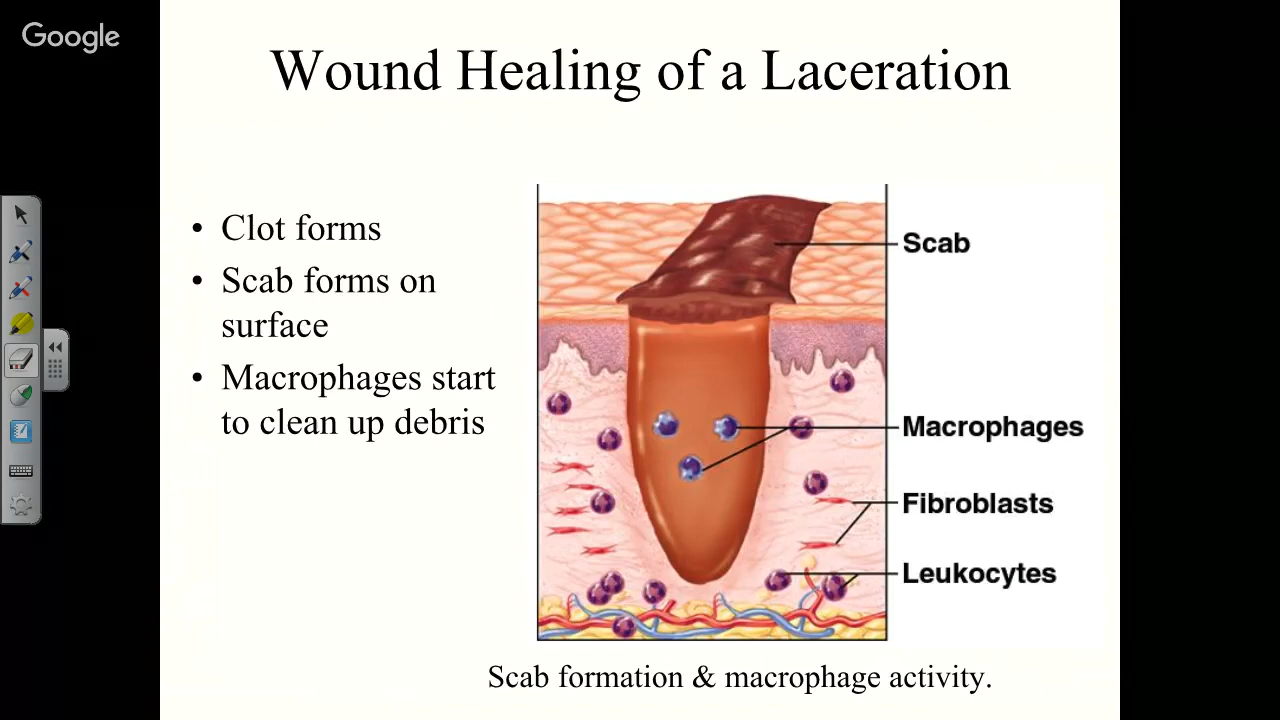 Google
Wound Healing of a Laceration
• Clot forms
• Scab forms on
surface
• Macrophages start
to clean up debris
Scab
Macrophages
Fibroblasts
Leukocytes
Scab formation & macrophage activity.